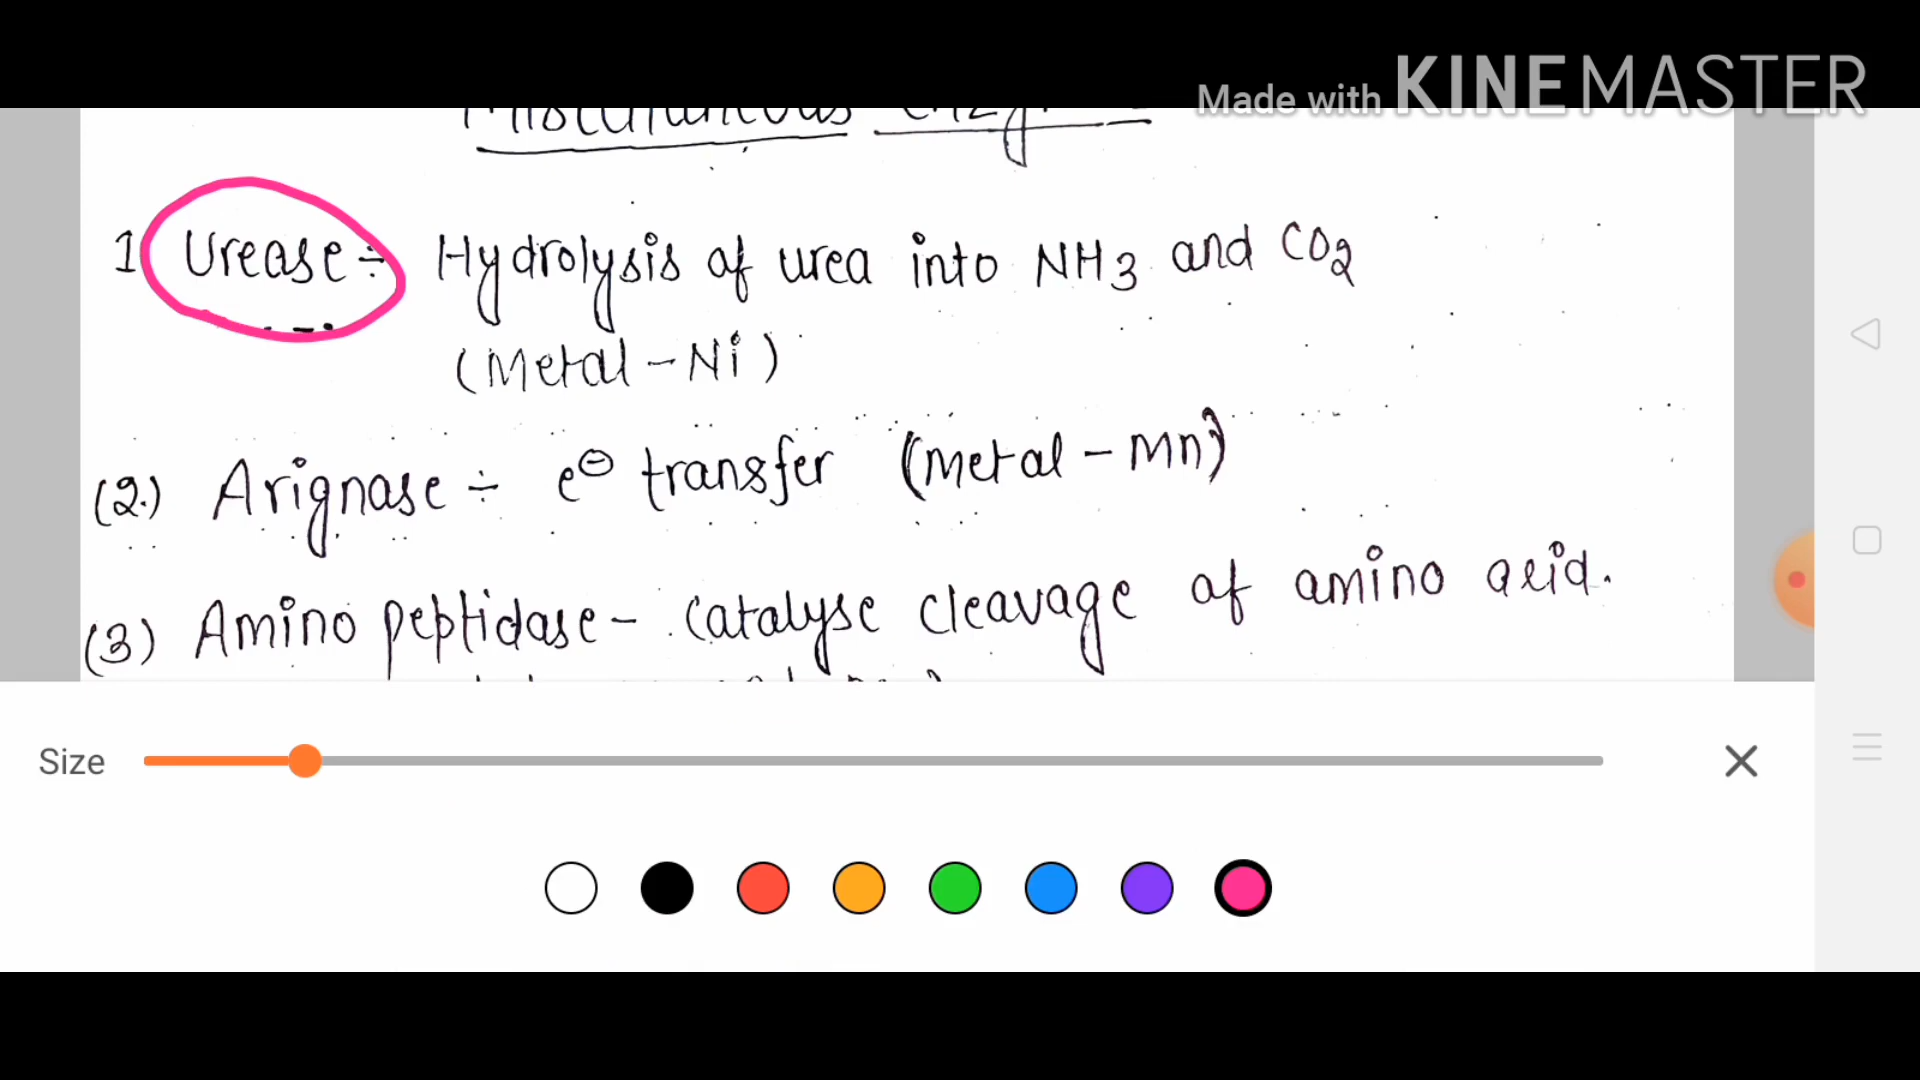 Made with KINEMASTER
Miscellaneous
1 Urease ÷ Hydrolysis of urea into NH3 and CO2
(Metal - Ni)
(2.) Arignase ÷ e⊖ transfer (Metal - Mn)
(3) Amino peptidase - catalyse cleavage of amino acid.
Size